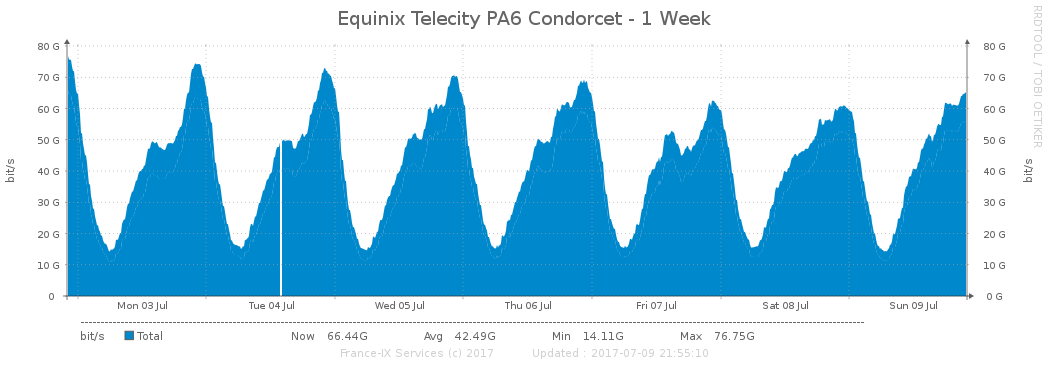 Equinix Telecity PA6 Condorcet - 1 Week
RRDTOOL / TOBI OETIKER
80 G 80 G
70 G 70 G
60 G 60 G
50 G 50 G
40 G 40 G
30 G 30 G
20 G 20 G
10 G 10 G
0 0 G
bit/s bit/s
Mon 03 Jul Tue 04 Jul Wed 05 Jul Thu 06 Jul Fri 07 Jul Sat 08 Jul Sun 09 Jul
bit/s Total Now 66.44G Avg 42.49G Min 14.11G Max 76.75G
France-IX Services (c) 2017 Updated : 2017-07-09 21:55:10